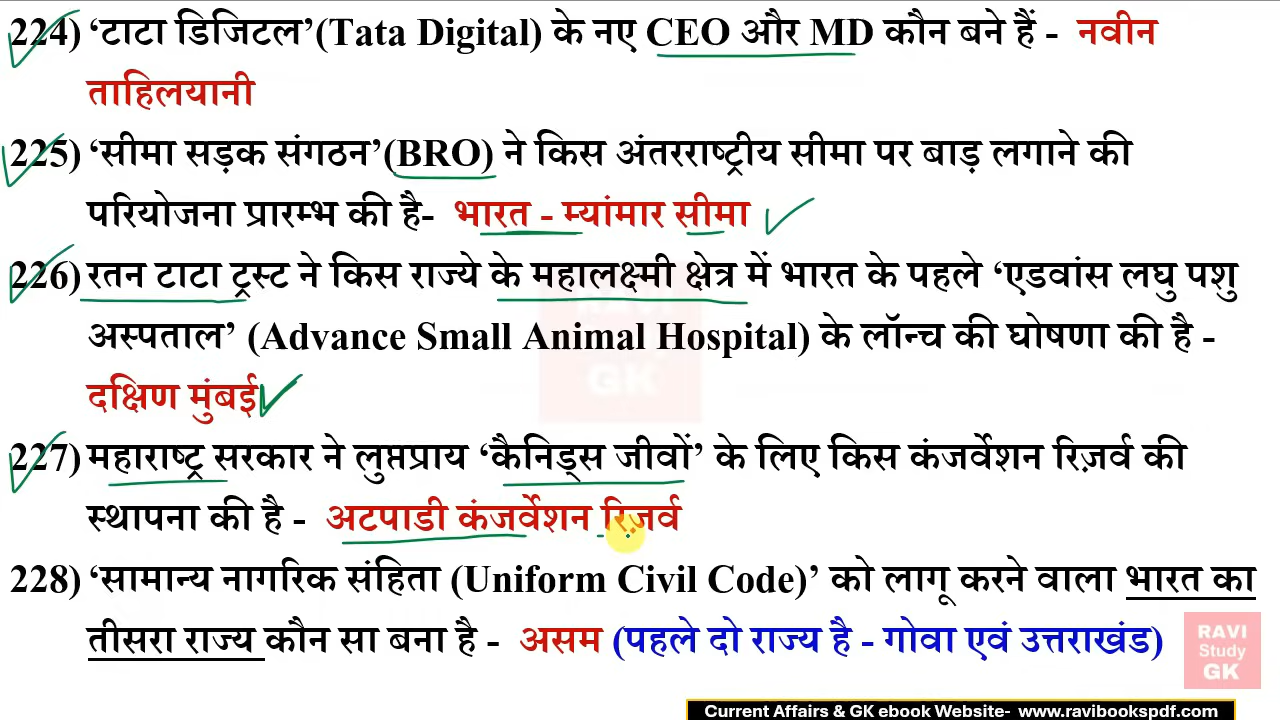 224) ‘टाटा डिजिटल’(Tata Digital) के नए CEO और MD कौन बने हैं - नवीन
ताहिलयानी
225) ‘सीमा सड़क संगठन’(BRO) ने किस अंतरराष्ट्रीय सीमा पर बाड़ लगाने की
परियोजना प्रारम्भ की है- भारत - म्यांमार सीमा
226) रतन टाटा ट्रस्ट ने किस राज्ये के महालक्ष्मी क्षेत्र में भारत के पहले ‘एडवांस लघु पशु
अस्पताल’ (Advance Small Animal Hospital) के लॉन्च की घोषणा की है -
दक्षिण मुंबई
227) महाराष्ट्र सरकार ने लुप्तप्राय ‘कैनिड्स जीवों’ के लिए किस कंजर्वेशन रिज़र्व की
स्थापना की है - अटपाडी कंजर्वेशन रिज़र्व
228) ‘सामान्य नागरिक संहिता (Uniform Civil Code)’ को लागू करने वाला भारत का
तीसरा राज्य कौन सा बना है - असम (पहले दो राज्य है - गोवा एवं उत्तराखंड)
RAVI
GK
RAVI
Study
GK
Current Affairs & GK ebook Website- www.ravibookspdf.com